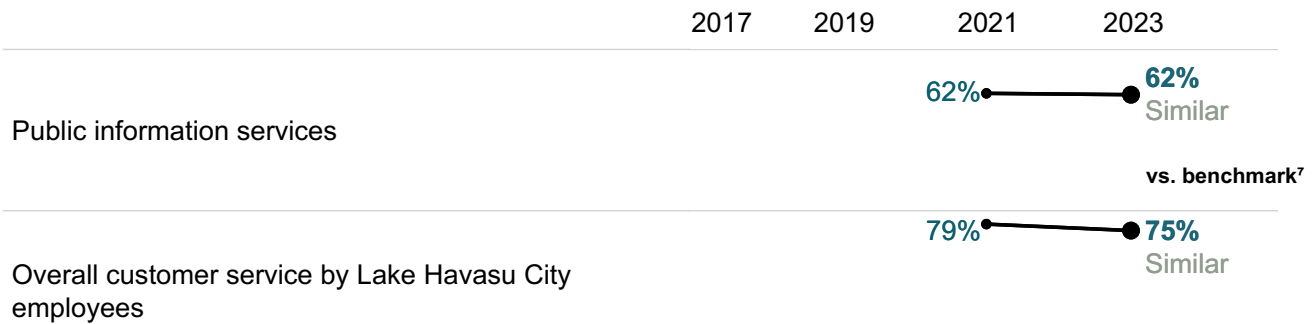 2017 2019 2021 2023
62% 62%
Similar
Public information services
vs. benchmark⁷
79% 75%
Similar
Overall customer service by Lake Havasu City
employees